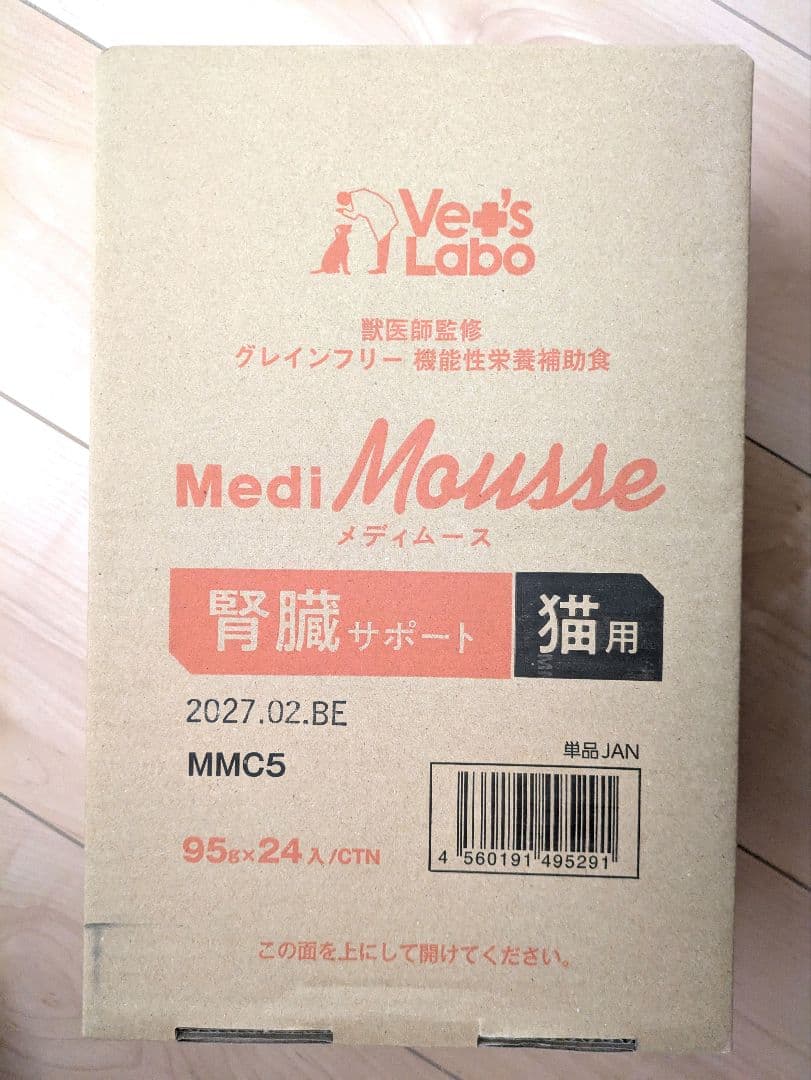 Vet's
Labo
獣医師監修
グレインフリー 機能性栄養補助食
Medi Mousse
メディムース
腎臓サポート 猫用
2027.02.BE
MMC5
単品JAN
4 560191 495291
95g×24入/CTN
この面を上にして開けてください。